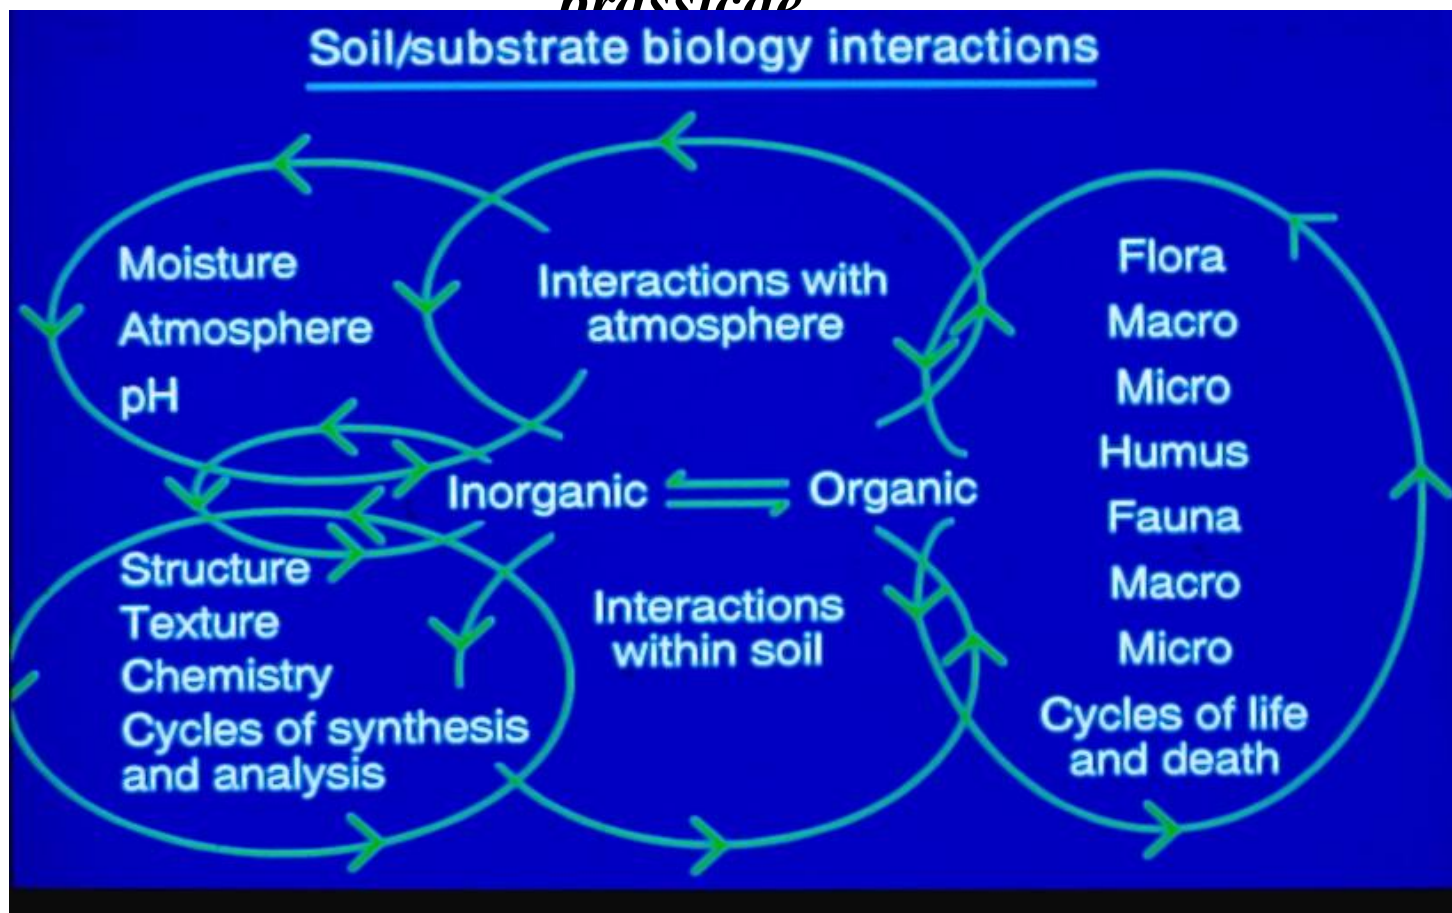 brassicae
Soil/substrate biology interactions
Moisture
Atmosphere
pH
Interactions with
atmosphere
Inorganic
Organic
Structure
Texture
Chemistry
Cycles of synthesis
and analysis
Interactions
within soil
Flora
Macro
Micro
Humus
Fauna
Macro
Micro
Cycles of life
and death